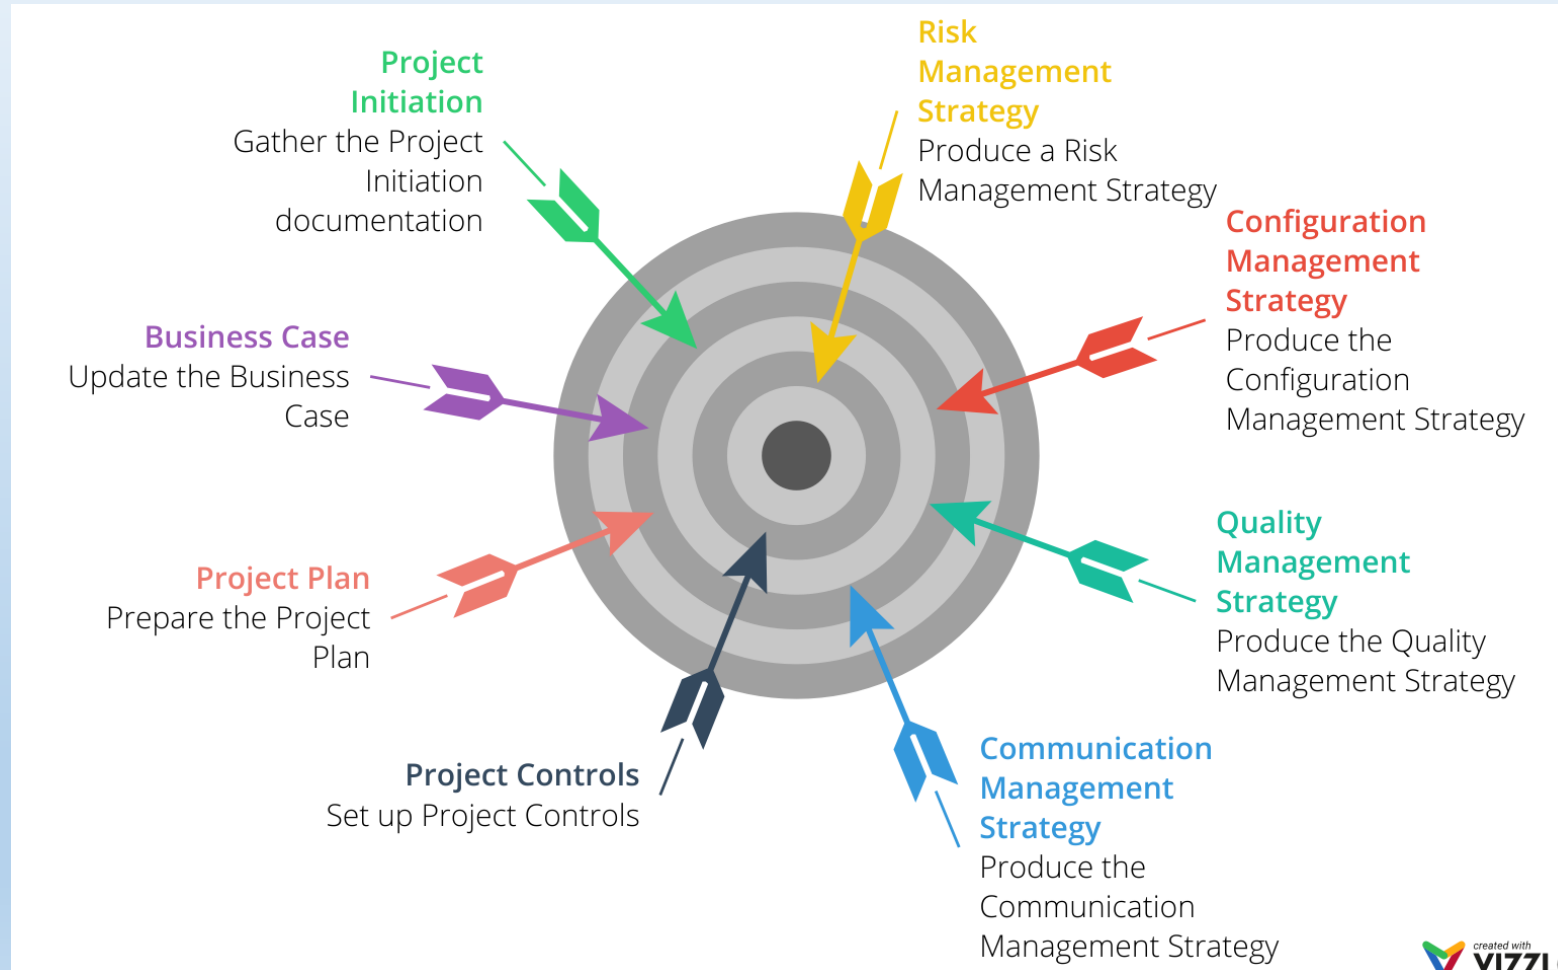 Project
Initiation
Gather the Project
Initiation
documentation
Risk
Management
Strategy
Produce a Risk
Management Strategy
Configuration
Management
Strategy
Produce the
Configuration
Management Strategy
Business Case
Update the Business
Case
Quality
Management
Strategy
Produce the Quality
Management Strategy
Project Plan
Prepare the Project
Plan
Communication
Management
Strategy
Produce the
Communication
Management Strategy
Project Controls
Set up Project Controls
created with